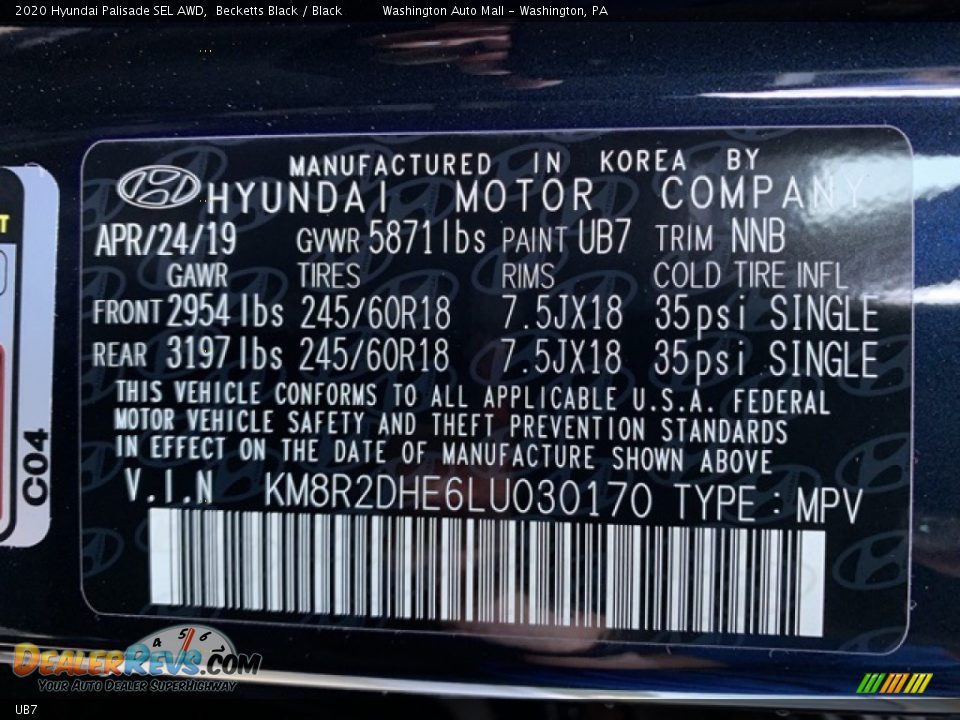 2020 Hyundai Palisade SEL AWD, Becketts Black / Black Washington Auto Mall - Washington, PA
MANUFACTURED IN KOREA BY
HYUNDAI MOTOR COMPANY
APR/24/19 GVWR 5871lbs PAINT UB7 TRIM NNB
GAWR TIRES RIMS COLD TIRE INFL
FRONT 2954lbs 245/60R18 7.5JX18 35psi SINGLE
REAR 3197lbs 245/60R18 7.5JX18 35psi SINGLE
THIS VEHICLE CONFORMS TO ALL APPLICABLE U.S.A. FEDERAL
MOTOR VEHICLE SAFETY AND THEFT PREVENTION STANDARDS
IN EFFECT ON THE DATE OF MANUFACTURE SHOWN ABOVE
V.I.N KM8R2DHE6LU030170 TYPE : MPV
T
C04
4 5 6
DEALERREVS.COM
YOUR AUTO DEALER SUPERHIGHWAY
UB7